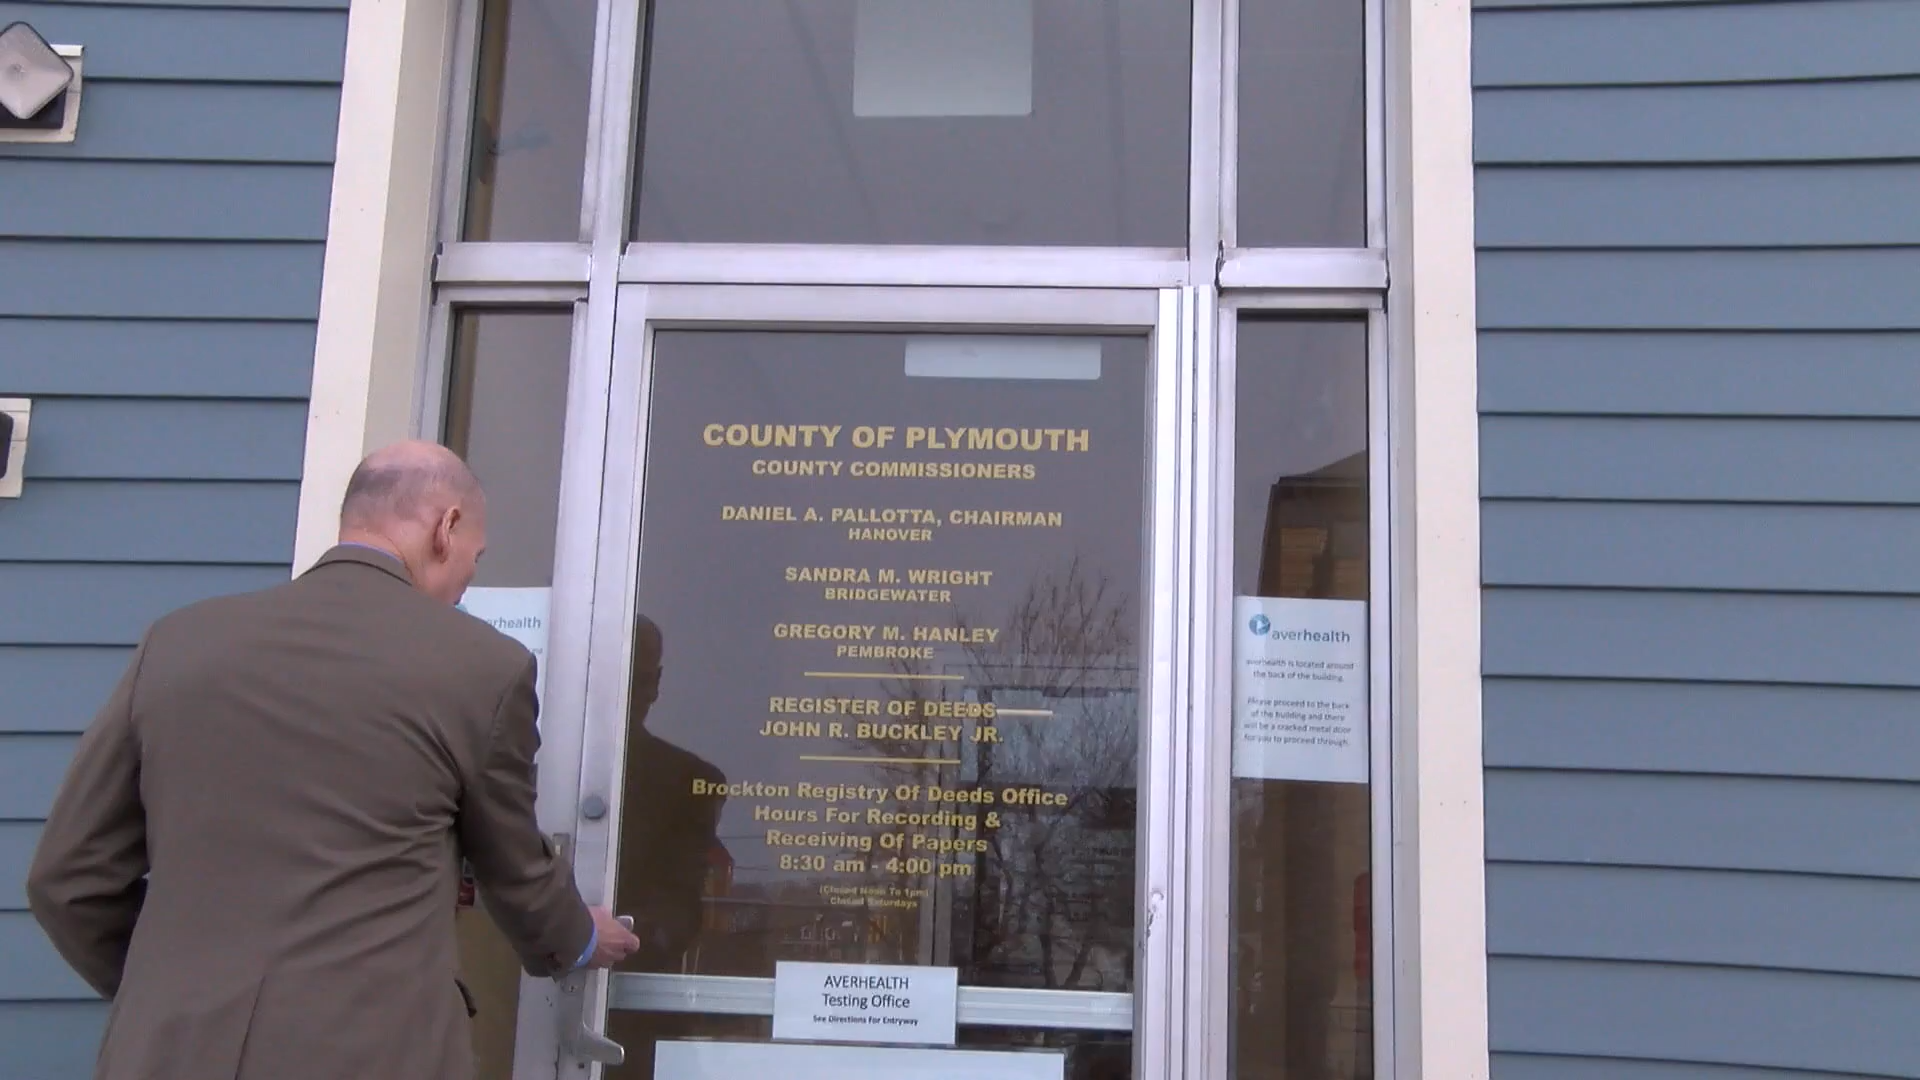 COUNTY OF PLYMOUTH
COUNTY COMMISSIONERS
DANIEL A. PALLOTTA, CHAIRMAN
HANOVER
SANDRA M. WRIGHT
BRIDGEWATER
GREGORY M. HANLEY
PEMBROKE
REGISTER OF DEEDS
JOHN R. BUCKLEY JR.
Brockton Registry Of Deeds Office
Hours For Recording &
Receiving Of Papers
8:30 am - 4:00 pm
(Closed Noon To 1pm)
Closed Saturdays
AVERHEALTH
Testing Office
See Directions For Entryway
erhealth
averhealth
averhealth is located around
the back of the building.
Please proceed to the back
of the building and there
will be a cracked metal door
for you to proceed through.